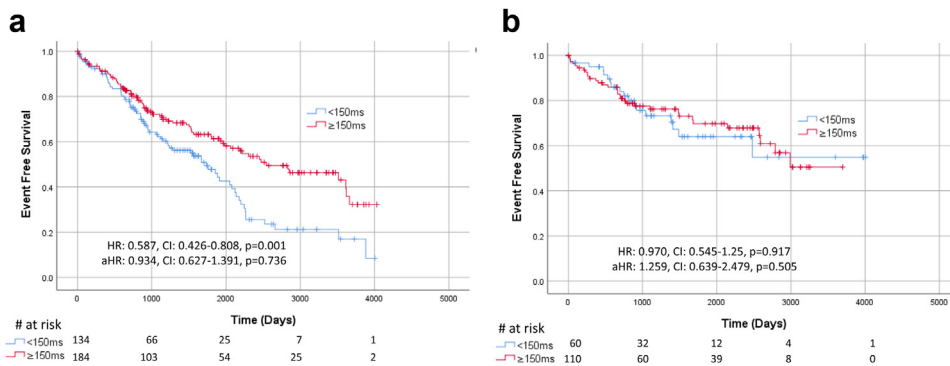 a
1.0
0.8
0.6
0.4
0.2
0.0
Event Free Survival
<150ms
≥150ms
HR: 0.587, CI: 0.426-0.808, p=0.001
aHR: 0.934, CI: 0.627-1.391, p=0.736
0 1000 2000 3000 4000 5000
Time (Days)
# at risk
<150ms 134 66 25 7 1
≥150ms 184 103 54 25 2
b
1.0
0.8
0.6
0.4
0.2
0.0
Event Free Survival
<150ms
≥150ms
HR: 0.970, CI: 0.545-1.25, p=0.917
aHR: 1.259, CI: 0.639-2.479, p=0.505
0 1000 2000 3000 4000 5000
Time (Days)
# at risk
<150ms 60 32 12 4 1
≥150ms 110 60 39 8 0